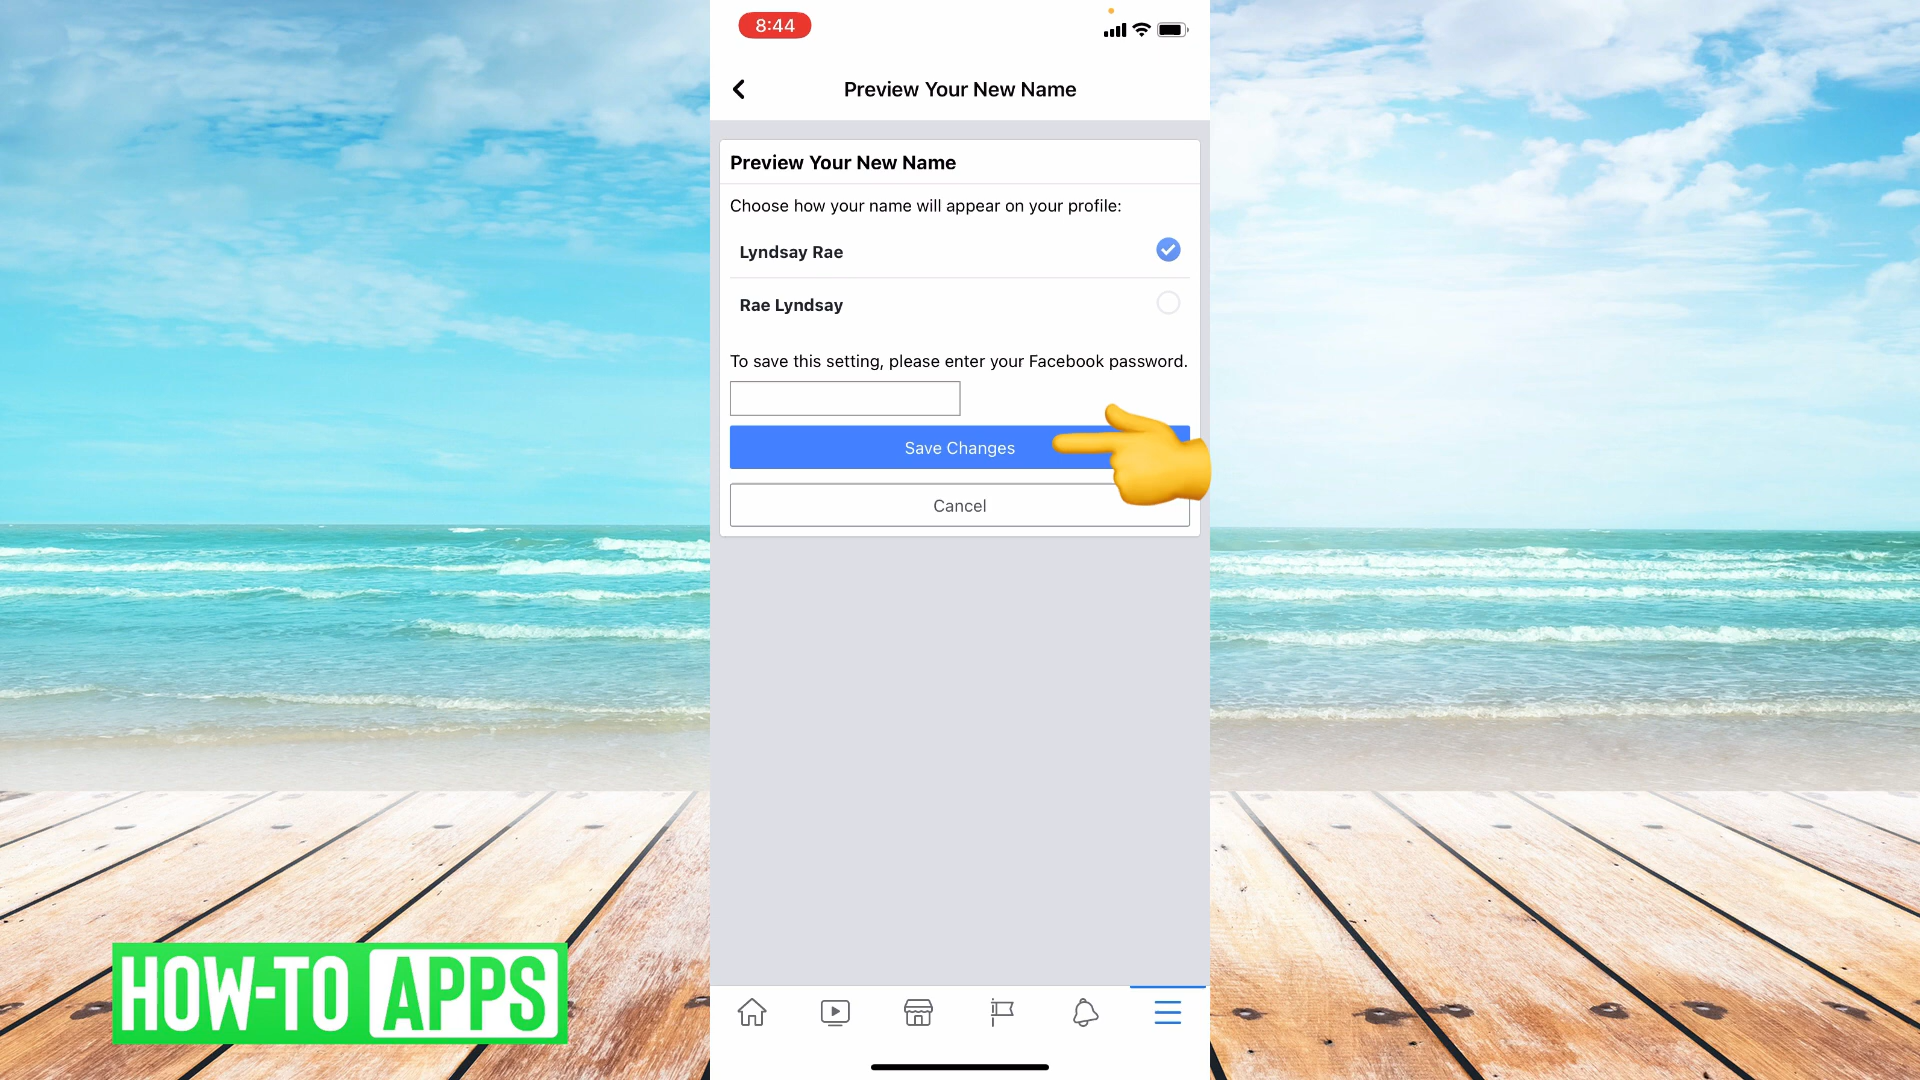 8:44
Preview Your New Name
Preview Your New Name
Choose how your name will appear on your profile:
Lyndsay Rae
Rae Lyndsay
To save this setting, please enter your Facebook password.
Save Changes
Cancel
HOW-TO APPS